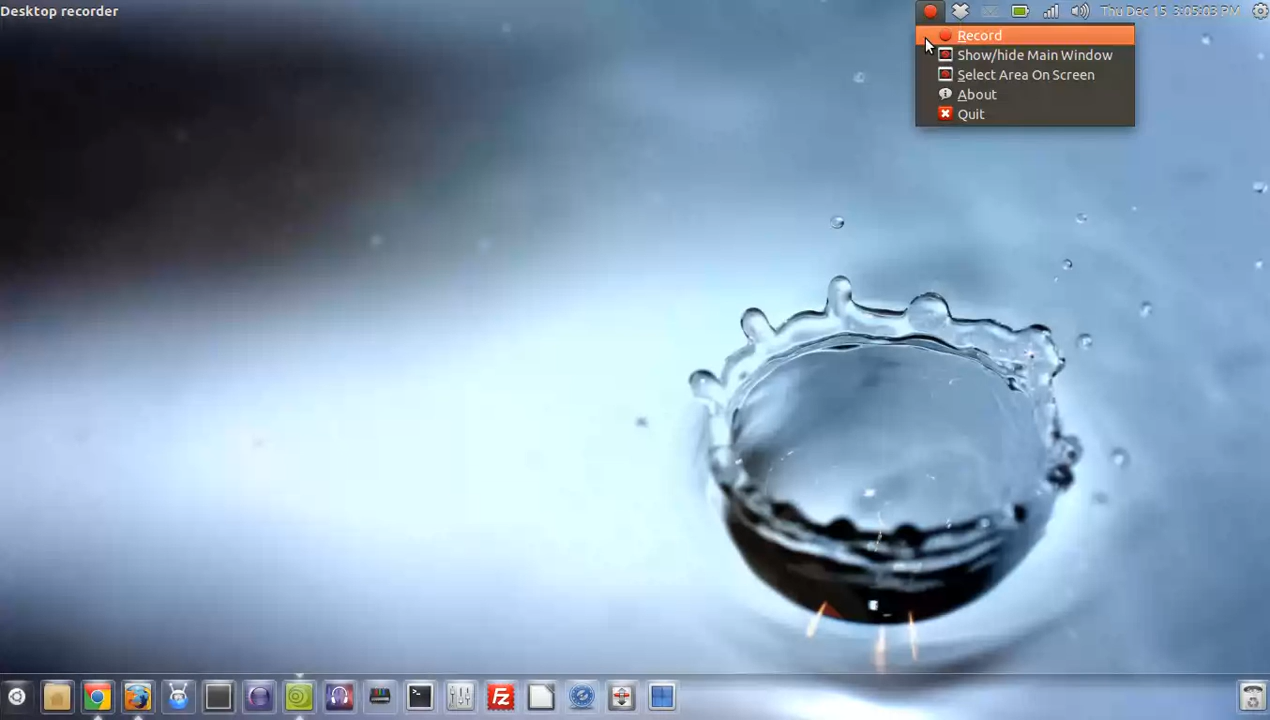 Desktop recorder
Thu Dec 15, 3:05:03 PM
Record
Show/hide Main Window
Select Area On Screen
About
Quit
FZ
>_